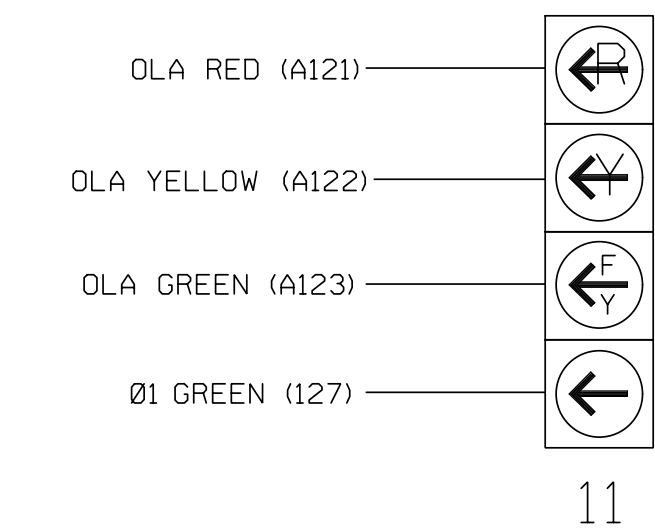 OLA RED (A121)
R
OLA YELLOW (A122)
Y
OLA GREEN (A123)
F
Y
Ø1 GREEN (127)
11